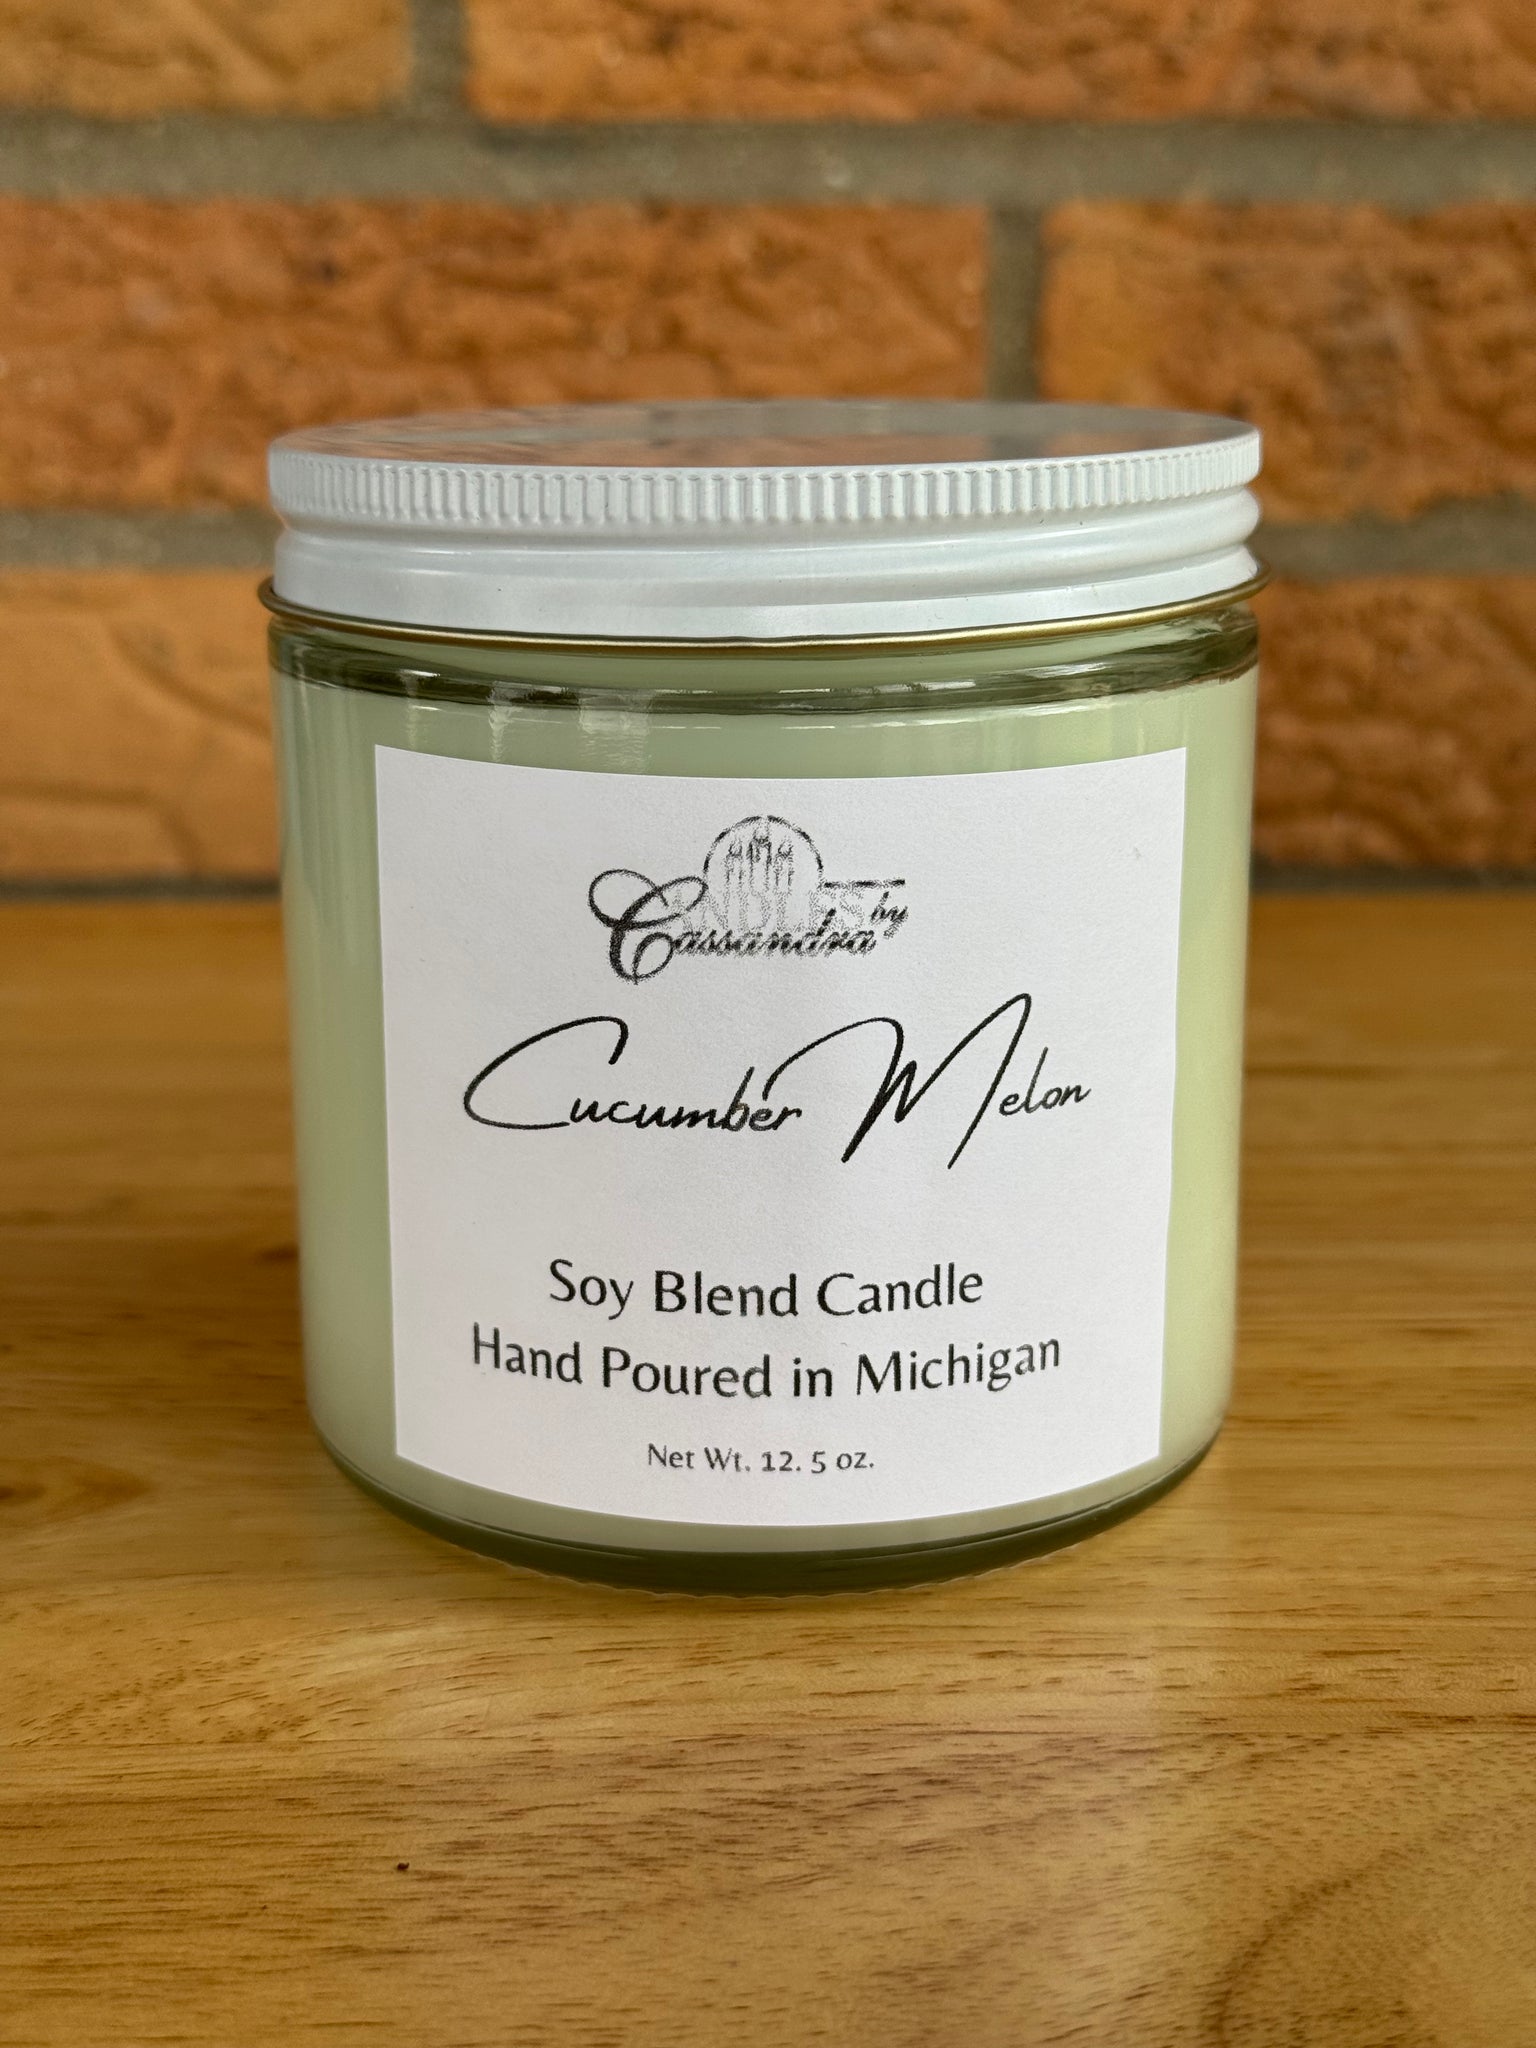 Candles by
Cassandra
Cucumber Melon
Soy Blend Candle
Hand Poured in Michigan
Net Wt. 12. 5 oz.